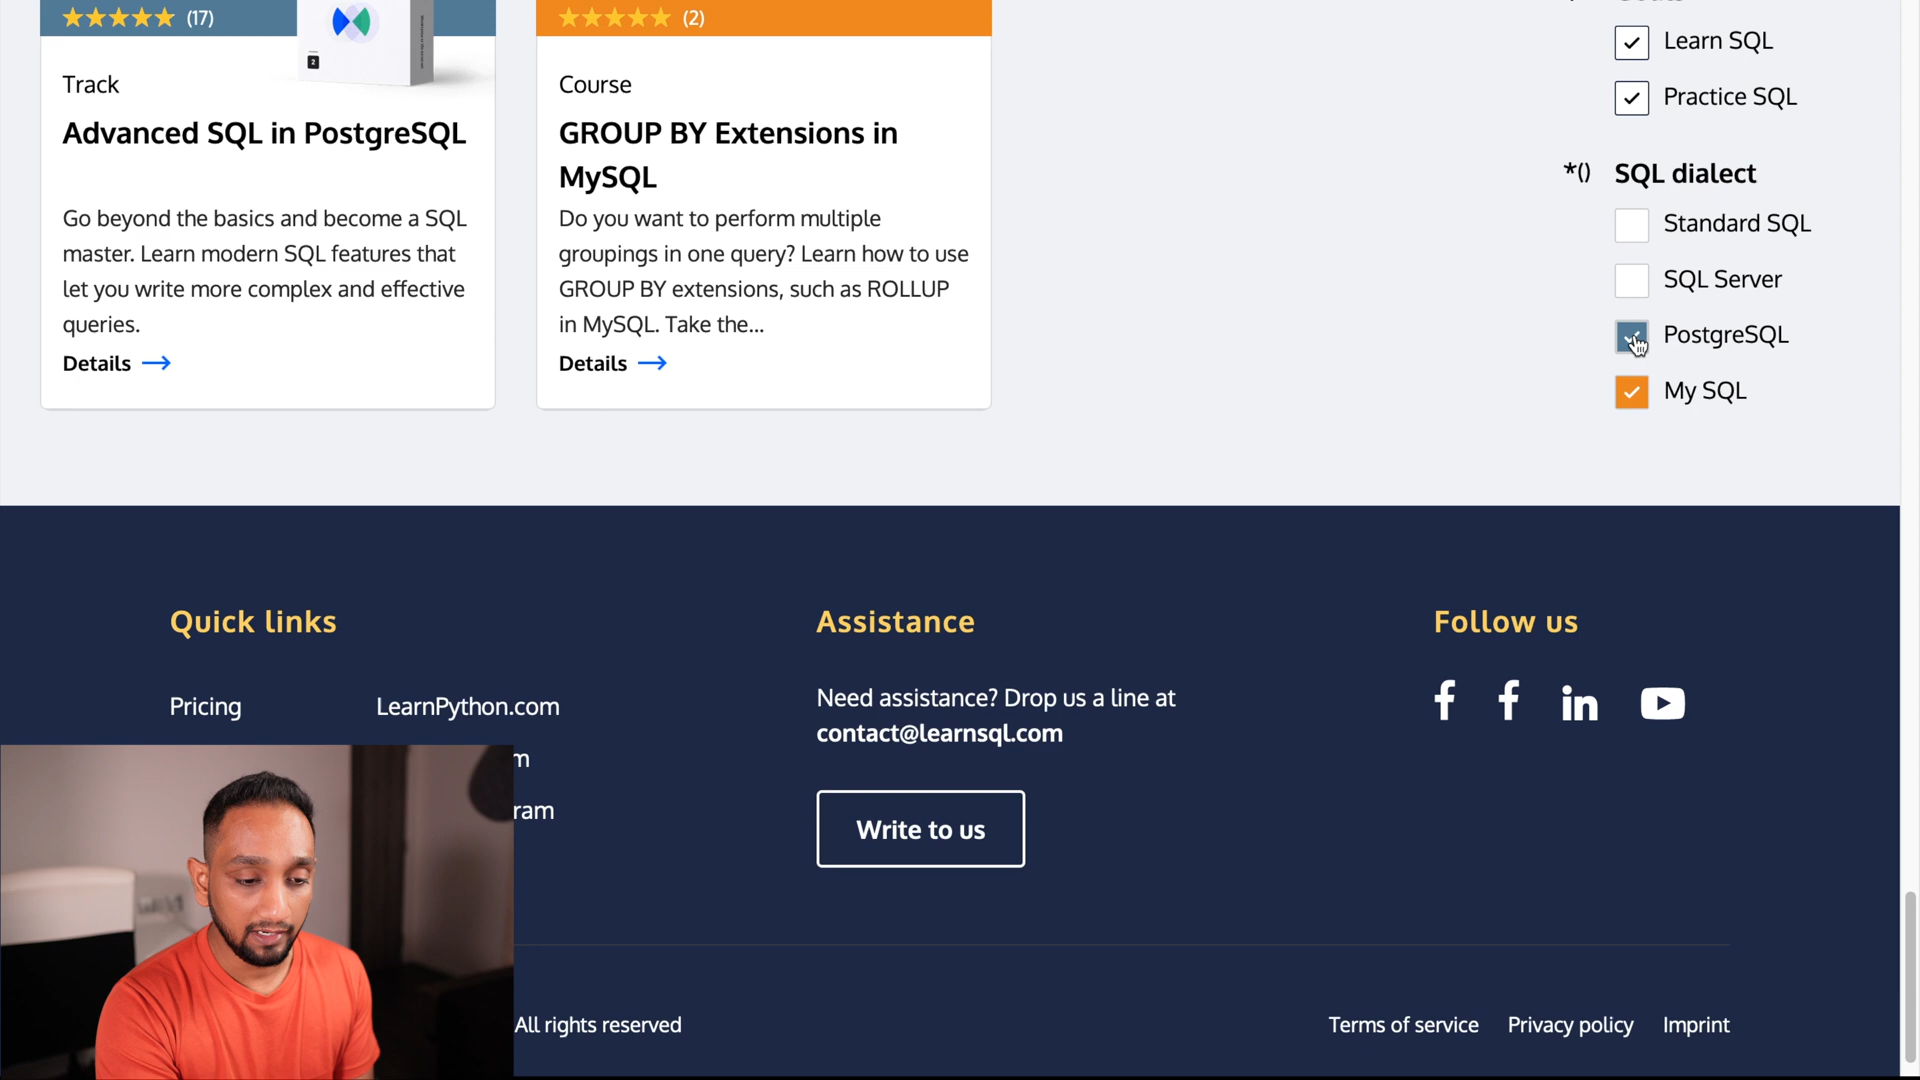 (17)
2
Track
Advanced SQL in PostgreSQL
Go beyond the basics and become a SQL
master. Learn modern SQL features that
let you write more complex and effective
queries.
Details
(2)
Course
GROUP BY Extensions in
MySQL
Do you want to perform multiple
groupings in one query? Learn how to use
GROUP BY extensions, such as ROLLUP
in MySQL. Take the...
Details
Learn SQL
Practice SQL
*() SQL dialect
Standard SQL
SQL Server
PostgreSQL
My SQL
Quick links
Pricing
LearnPython.com
m
ram
Assistance
Need assistance? Drop us a line at
contact@learnsql.com
Write to us
Follow us
All rights reserved
Terms of service Privacy policy Imprint